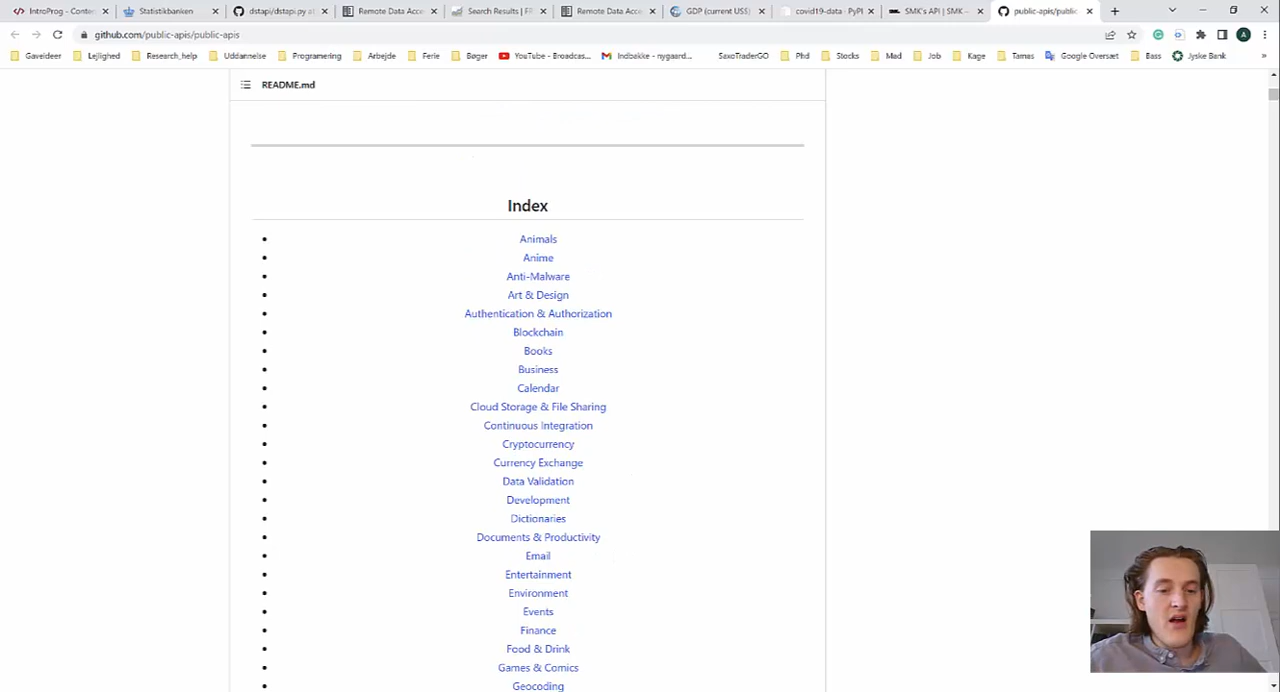 IntroProg - Conte
Statistikbanken
dstapi/dstapi.py at
Remote Data Acce
Search Results | FR
Remote Data Acce
GDP (current US$)
covid19-data · PyPI
SMK's API | SMK –
public-apis/public
github.com/public-apis/public-apis
A
Gaveideer
Lejlighed
Research_help
Uddannelse
Programering
Arbejde
Ferie
Bøger
YouTube - Broadcas...
Indbakke - nygaard...
SaxoTraderGO
Phd
Stocks
Mad
Job
Kage
Tamas
Google Oversæt
Bass
Jyske Bank
README.md
Index
Animals
Anime
Anti-Malware
Art & Design
Authentication & Authorization
Blockchain
Books
Business
Calendar
Cloud Storage & File Sharing
Continuous Integration
Cryptocurrency
Currency Exchange
Data Validation
Development
Dictionaries
Documents & Productivity
Email
Entertainment
Environment
Events
Finance
Food & Drink
Games & Comics
Geocoding